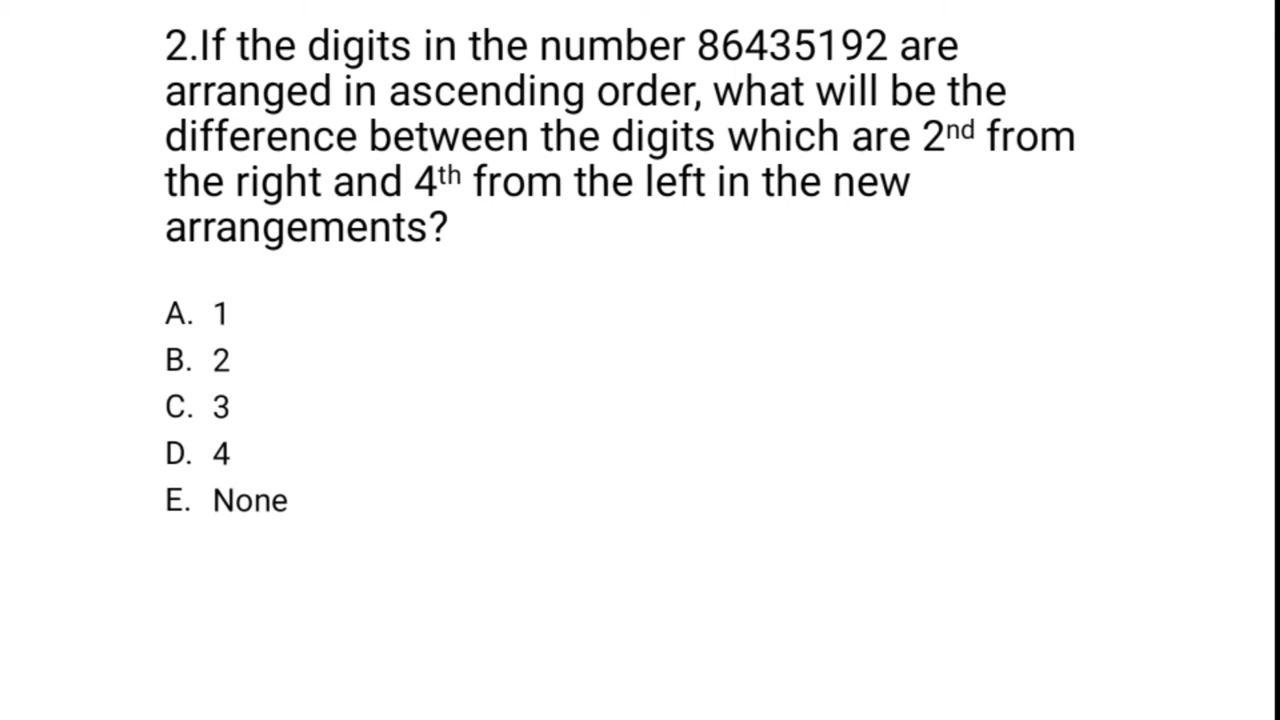 2.If the digits in the number 86435192 are
arranged in ascending order, what will be the
difference between the digits which are 2nd from
the right and 4th from the left in the new
arrangements?
A. 1
B. 2
C. 3
D. 4
E. None